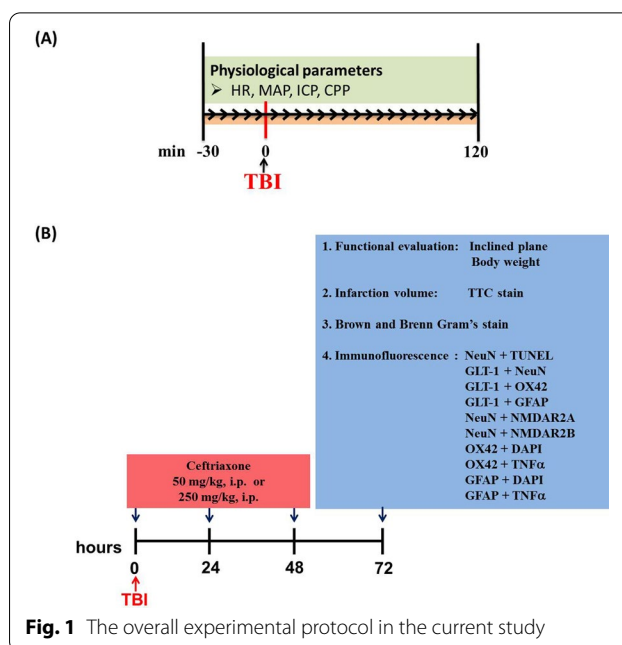 (A)
Physiological parameters
➢ HR, MAP, ICP, CPP
min -30 0 120
TBI
(B)
1. Functional evaluation: Inclined plane
Body weight
2. Infarction volume: TTC stain
3. Brown and Brenn Gram's stain
4. Immunofluorescence : NeuN + TUNEL
GLT-1 + NeuN
GLT-1 + OX42
GLT-1 + GFAP
NeuN + NMDAR2A
NeuN + NMDAR2B
OX42 + DAPI
OX42 + TNFα
GFAP + DAPI
GFAP + TNFα
Ceftriaxone
50 mg/kg, i.p. or
250 mg/kg, i.p.
hours
0 24 48 72
TBI
Fig. 1 The overall experimental protocol in the current study